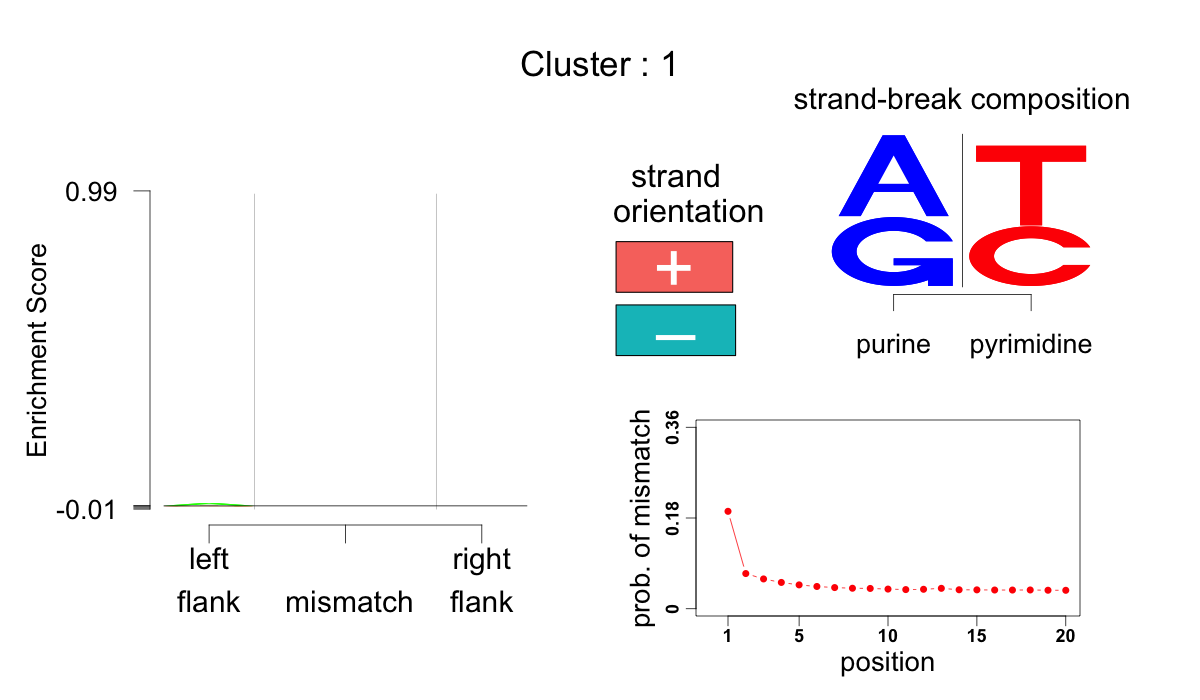 Cluster : 1
strand-break composition
0.99
-0.01
Enrichment Score
left
flank
mismatch
right
flank
strand
orientation
+
−
A
G
T
C
purine
pyrimidine
prob. of mismatch
0.36
0.18
0
1
5
10
15
20
position